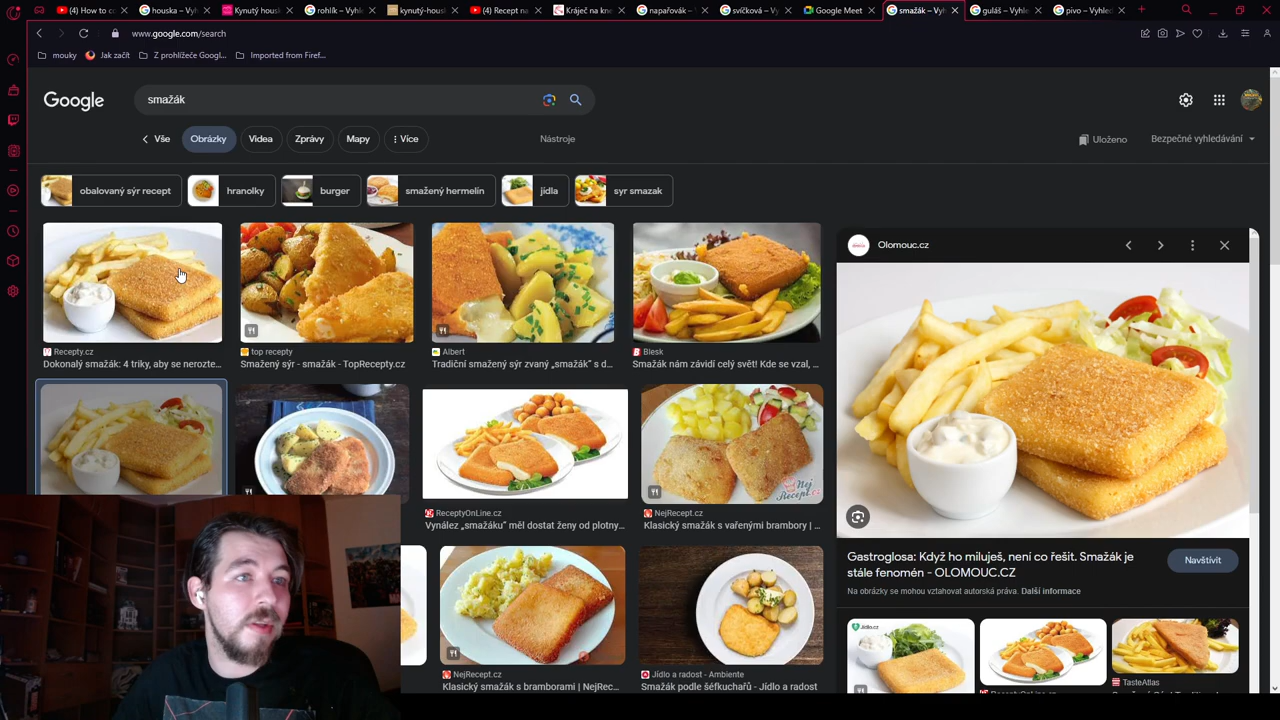 (4) How to co
houska – Vyh
Kynutý housk
rohlík – Vyhle
kynutý-housk
(4) Recept na
Kráječ na kne
napařovák –
svíčková – Vy
Google Meet
smažák – Vyh
guláš – Vyhle
pivo – Vyhled
www.google.com/search
mouky
Jak začít
Z prohlížeče Googl...
Imported from Firef...
Google
smažák
Vše
Obrázky
Videa
Zprávy
Mapy
Více
Nástroje
Uloženo
Bezpečné vyhledávání
obalovaný sýr recept
hranolky
burger
smažený hermelín
jídla
syr smazak
Recepty.cz
Dokonalý smažák: 4 triky, aby se nerozte...
top recepty
Smažený sýr - smažák - TopRecepty.cz
Albert
Tradiční smažený sýr zvaný „smažák“ s d...
Blesk
Smažák nám závidí celý svět! Kde se vzal, ...
ReceptyOnLine.cz
Vynález „smažáku“ měl dostat ženy od plotny...
Nej
Recept.cz
NejRecept.cz
Klasický smažák s vařenými brambory | ...
NejRecept.cz
Klasický smažák s bramborami | NejRec...
Jídlo a radost - Ambiente
Smažák podle šéfkuchařů - Jídlo a radost
Olomouc.cz
Gastroglosa: Když ho miluješ, není co řešit. Smažák je
stále fenomén - OLOMOUC.CZ
Navštívit
Na obrázky se mohou vztahovat autorská práva. Další informace
Jídlo.cz
TasteAtlas